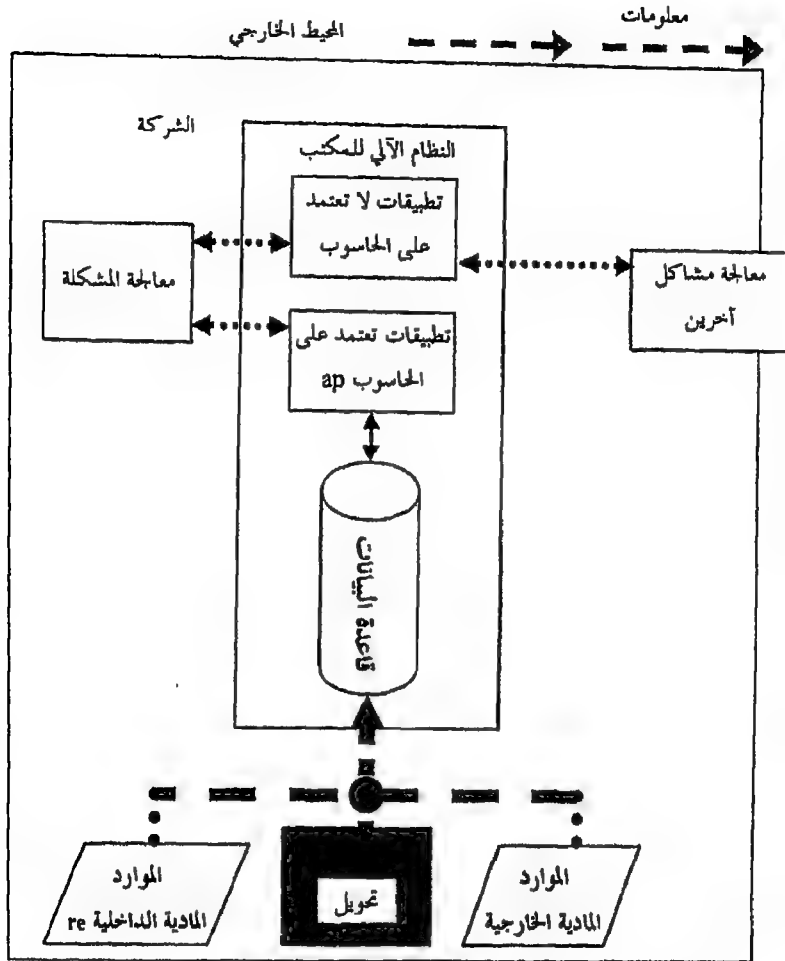 معلومات
المحيط الخارجي
الشركة
النظام الآلي للمكتب
تطبيقات لا تعتمد
على الحاسوب
معالجة المشكلة
معالجة مشاكل
آخرين
تطبيقات تعتمد على
الحاسوب ap
قاعدة البيانات
الموارد
المادية الخارجية
تحويل
الموارد
المادية الداخلية re